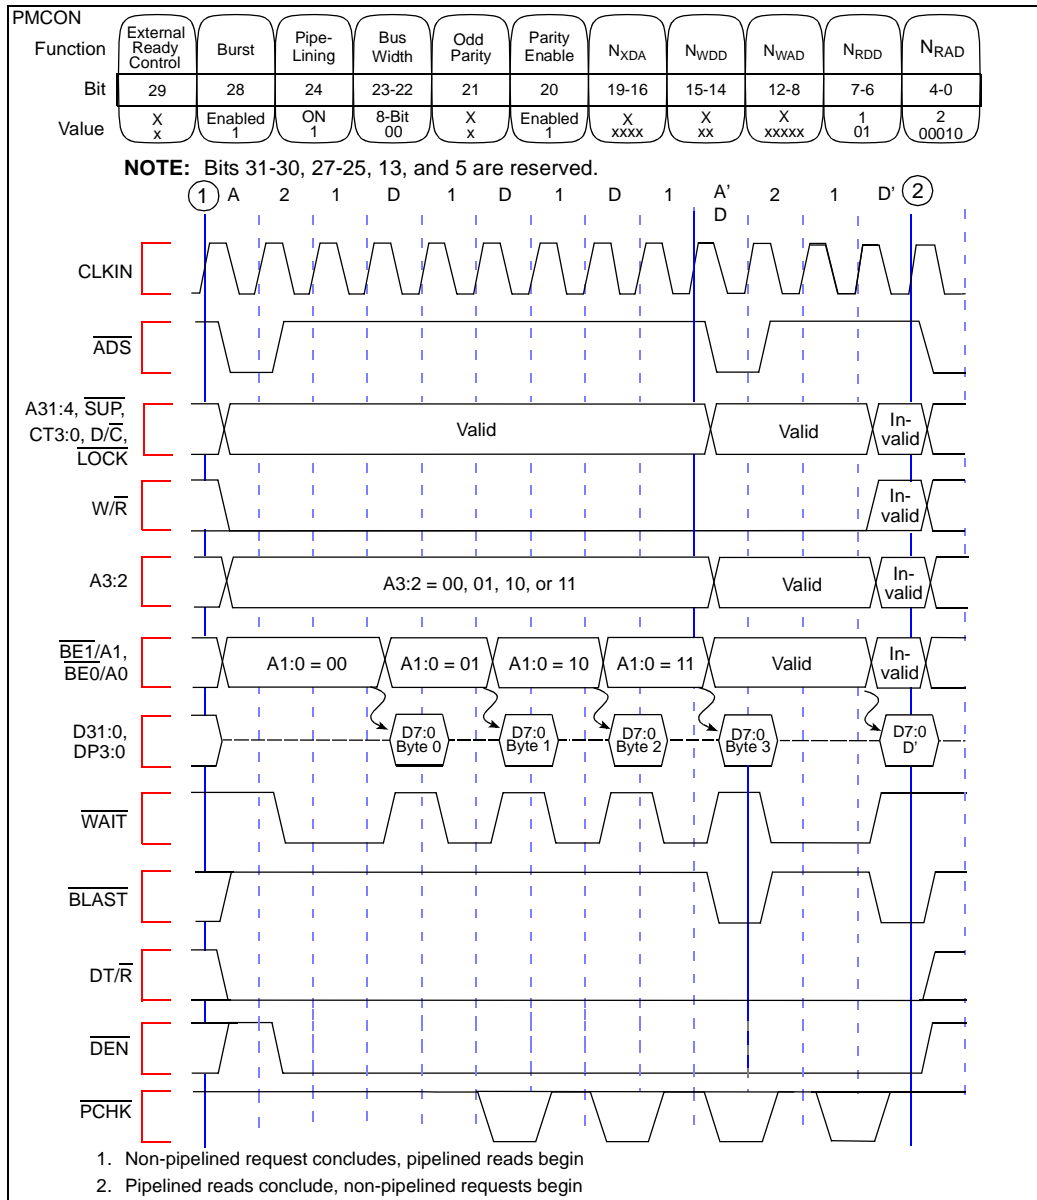 PMCON
Function
External Ready Control
Burst
Pipe-Lining
Bus Width
Odd Parity
Parity Enable
NXDA
NWDD
NWAD
NRDD
NRAD
Bit
29
28
24
23-22
21
20
19-16
15-14
12-8
7-6
4-0
Value
X
x
Enabled
1
ON
1
8-Bit
00
X
x
Enabled
1
X
xxxx
X
xx
X
xxxxx
1
01
2
00010
NOTE: Bits 31-30, 27-25, 13, and 5 are reserved.
1 A 2 1 D 1 D 1 D 1 A' 2 1 D' 2
D
CLKIN
ADS
A31:4, SUP,
CT3:0, D/C,
LOCK
Valid
Valid
In-
valid
W/R
In-
valid
A3:2
A3:2 = 00, 01, 10, or 11
Valid
In-
valid
BE1/A1,
BE0/A0
A1:0 = 00
A1:0 = 01
A1:0 = 10
A1:0 = 11
Valid
In-
valid
D31:0,
DP3:0
D7:0
Byte 0
D7:0
Byte 1
D7:0
Byte 2
D7:0
Byte 3
D7:0
D'
WAIT
BLAST
DT/R
DEN
PCHK
1. Non-pipelined request concludes, pipelined reads begin
2. Pipelined reads conclude, non-pipelined requests begin